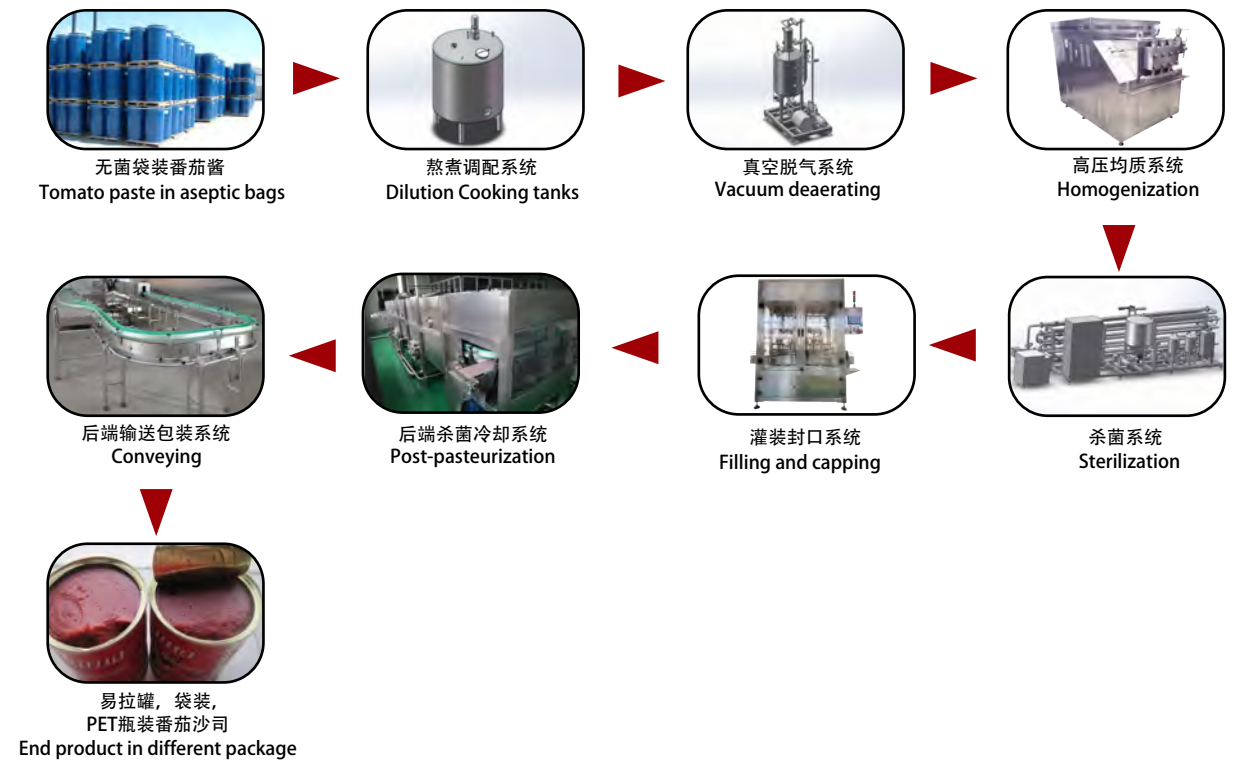 无菌袋装番茄酱
Tomato paste in aseptic bags
熬煮调配系统
Dilution Cooking tanks
真空脱气系统
Vacuum deaerating
高压均质系统
Homogenization
杀菌系统
Sterilization
灌装封口系统
Filling and capping
后端杀菌冷却系统
Post-pasteurization
后端输送包装系统
Conveying
易拉罐，袋装，
PET瓶装番茄沙司
End product in different package